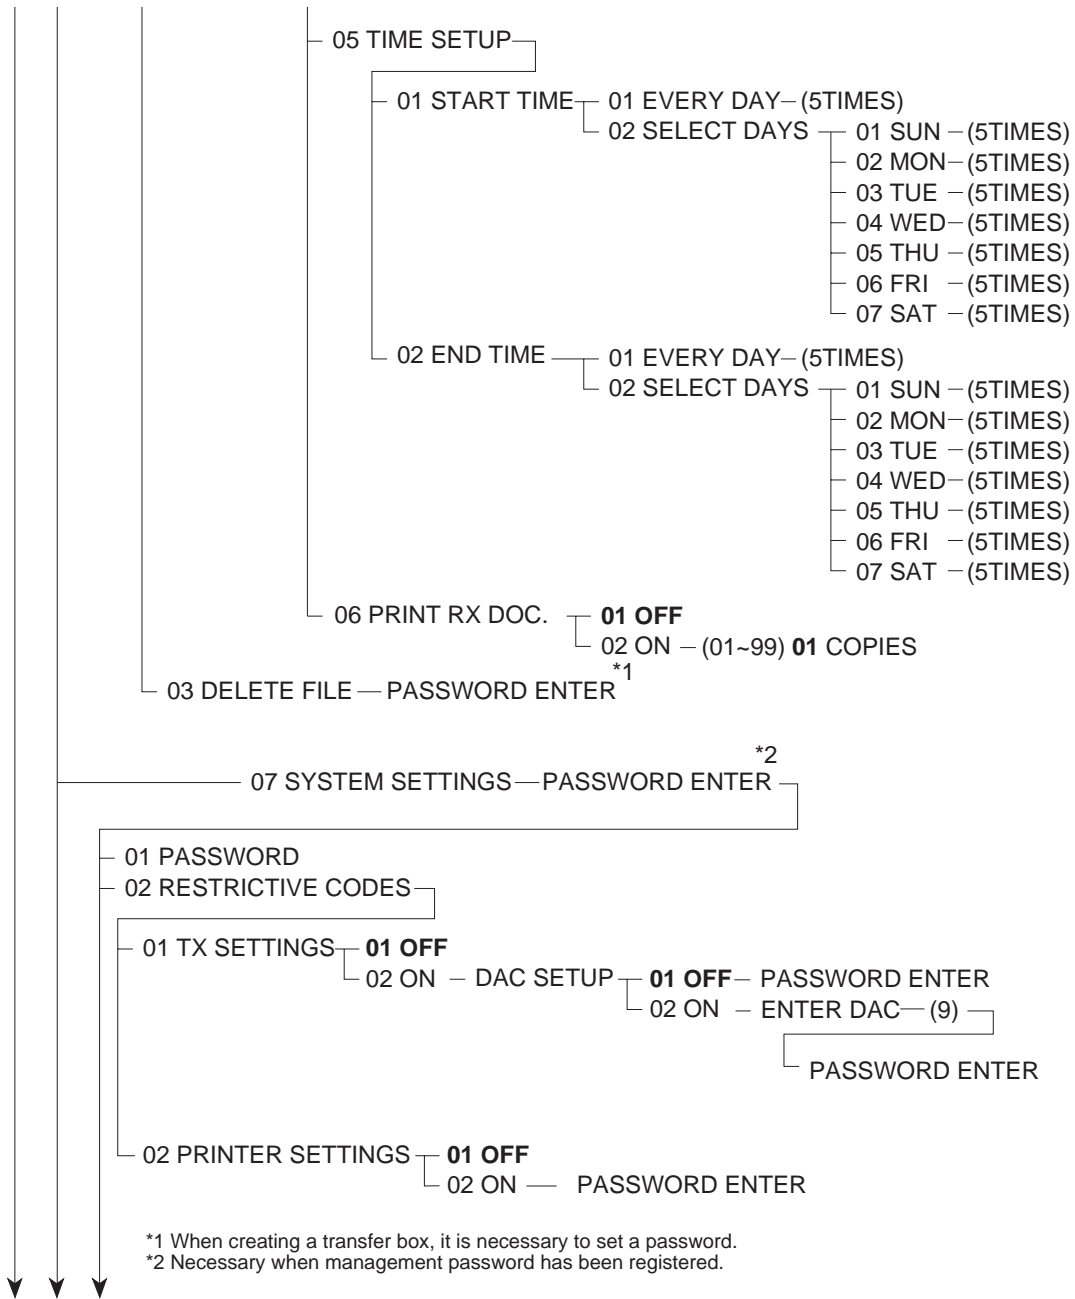 05 TIME SETUP
01 START TIME 01 EVERY DAY (5TIMES)
02 SELECT DAYS 01 SUN (5TIMES)
02 MON (5TIMES)
03 TUE (5TIMES)
04 WED (5TIMES)
05 THU (5TIMES)
06 FRI (5TIMES)
07 SAT (5TIMES)
02 END TIME 01 EVERY DAY (5TIMES)
02 SELECT DAYS 01 SUN (5TIMES)
02 MON (5TIMES)
03 TUE (5TIMES)
04 WED (5TIMES)
05 THU (5TIMES)
06 FRI (5TIMES)
07 SAT (5TIMES)
06 PRINT RX DOC. 01 OFF
02 ON (01~99) 01 COPIES
03 DELETE FILE PASSWORD ENTER *1
07 SYSTEM SETTINGS PASSWORD ENTER *2
01 PASSWORD
02 RESTRICTIVE CODES
01 TX SETTINGS 01 OFF
02 ON DAC SETUP 01 OFF PASSWORD ENTER
02 ON ENTER DAC (9)
PASSWORD ENTER
02 PRINTER SETTINGS 01 OFF
02 ON PASSWORD ENTER
*1 When creating a transfer box, it is necessary to set a password.
*2 Necessary when management password has been registered.